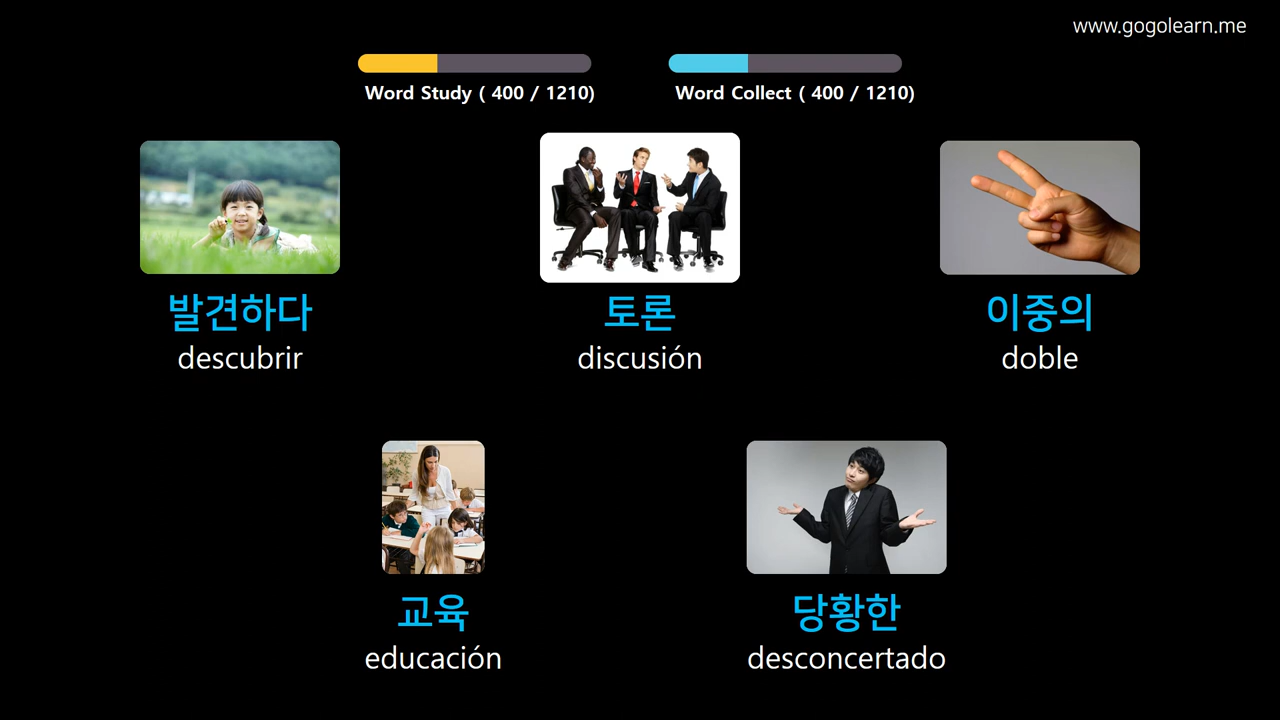 www.gogolearn.me
Word Study ( 400 / 1210)
Word Collect ( 400 / 1210)
발견하다
descubrir
토론
discusión
이중의
doble
교육
educación
당황한
desconcertado